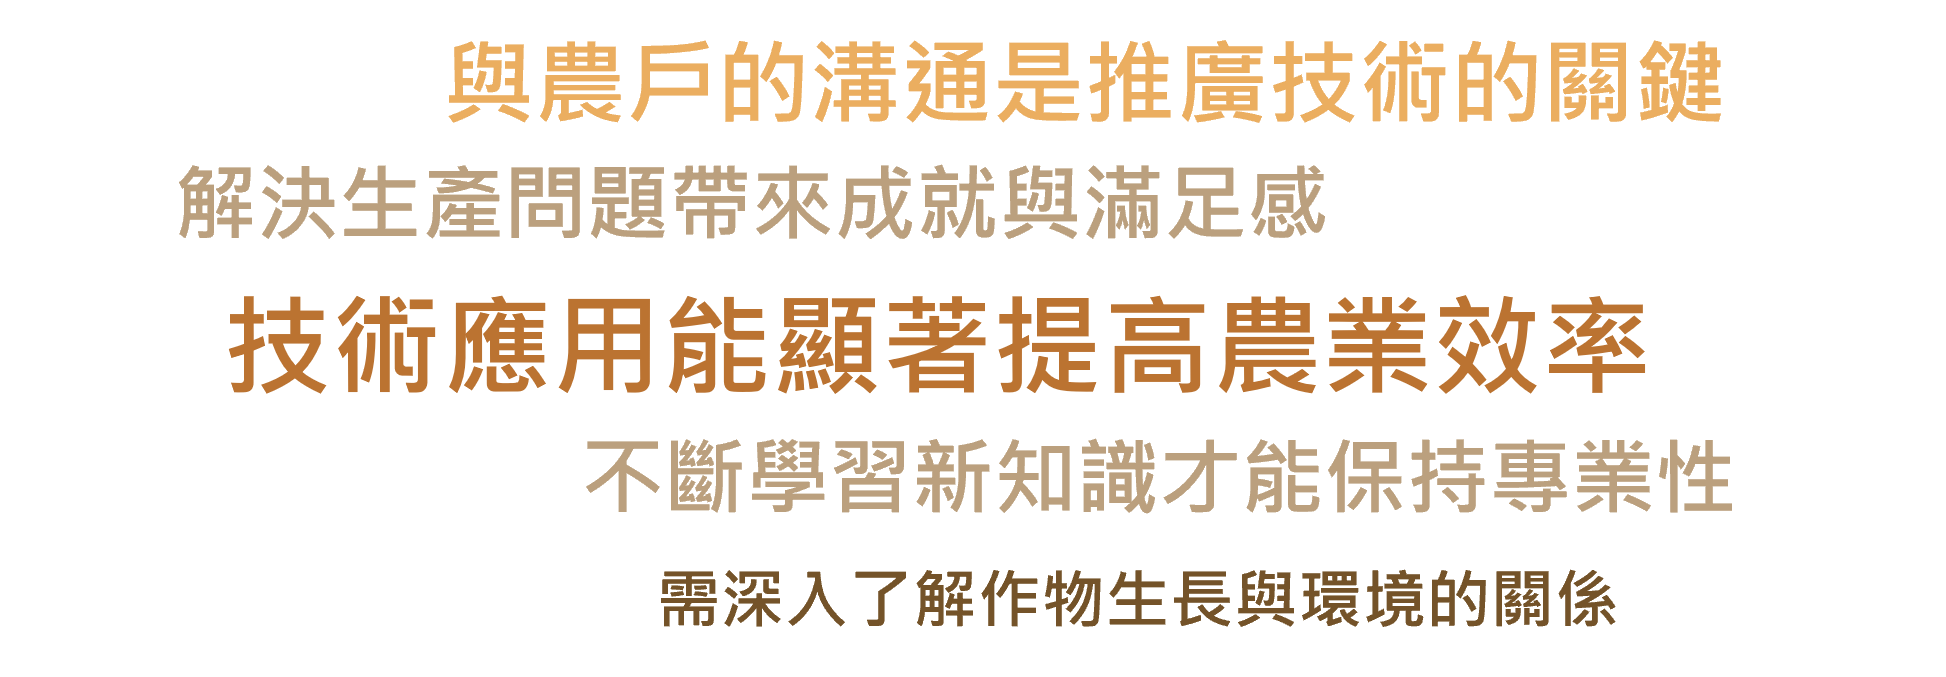 與農戶的溝通是推廣技術的關鍵
解決生產問題帶來成就與滿足感
技術應用能顯著提高農業效率
不斷學習新知識才能保持專業性
需深入了解作物生長與環境的關係